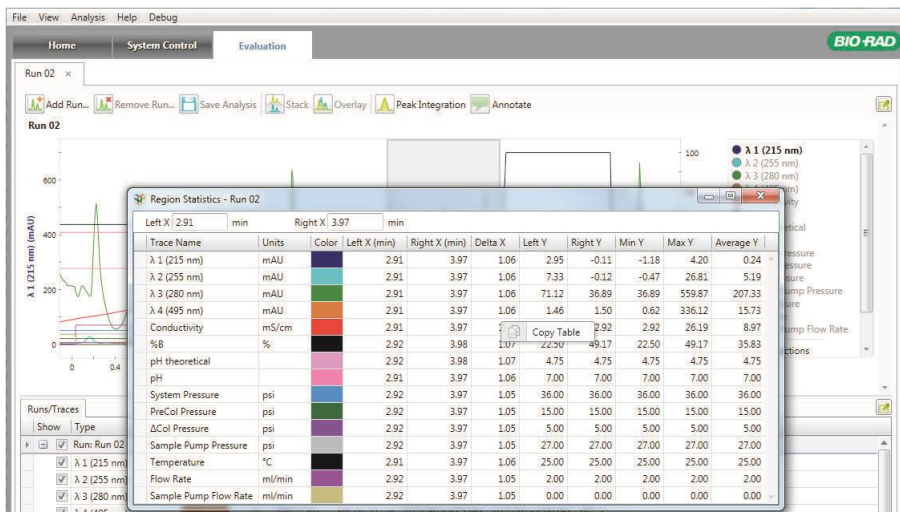 File View Analysis Help Debug
Home System Control Evaluation BIO-RAD
Run 02 ×
Add Run... Remove Run... Save Analysis Stack Overlay Peak Integration Annotate
Run 02
λ 1 (215 nm) (mAU)
600
400
200
0
0 0.4
100
λ 1 (215 nm)
λ 2 (255 nm)
λ 3 (280 nm)
Region Statistics - Run 02
Left X 2.91 min Right X 3.97 min
Trace Name Units Color Left X (min) Right X (min) Delta X Left Y Right Y Min Y Max Y Average Y
λ 1 (215 nm) mAU 2.91 3.97 1.06 2.95 -0.11 -1.18 4.20 0.24
λ 2 (255 nm) mAU 2.91 3.97 1.06 7.33 -0.12 -0.47 26.81 5.19
λ 3 (280 nm) mAU 2.91 3.97 1.06 71.12 36.89 36.89 559.87 207.33
λ 4 (495 nm) mAU 2.91 3.97 1.06 1.46 1.50 0.62 336.12 15.73
Conductivity mS/cm 2.91 3.97 2.92 2.92 26.19 8.97
Copy Table
%B % 2.92 3.98 1.07 22.50 49.17 22.50 49.17 35.83
pH theoretical 2.92 3.98 1.07 4.75 4.75 4.75 4.75 4.75
pH 2.91 3.97 1.06 7.00 7.00 7.00 7.00 7.00
System Pressure psi 2.92 3.97 1.05 36.00 36.00 36.00 36.00 36.00
PreCol Pressure psi 2.92 3.97 1.05 15.00 15.00 15.00 15.00 15.00
ΔCol Pressure psi 2.92 3.97 1.05 5.00 5.00 5.00 5.00 5.00
Sample Pump Pressure psi 2.92 3.97 1.05 27.00 27.00 27.00 27.00 27.00
Temperature °C 2.91 3.97 1.06 25.00 25.00 25.00 25.00 25.00
Flow Rate ml/min 2.92 3.97 1.05 2.00 2.00 2.00 2.00 2.00
Sample Pump Flow Rate ml/min 2.92 3.97 1.05 0.00 0.00 0.00 0.00 0.00
Pump Flow Rate
Runs/Traces
Show Type
Run: Run 02
λ 1 (215 nm)
λ 2 (255 nm)
λ 3 (280 nm)